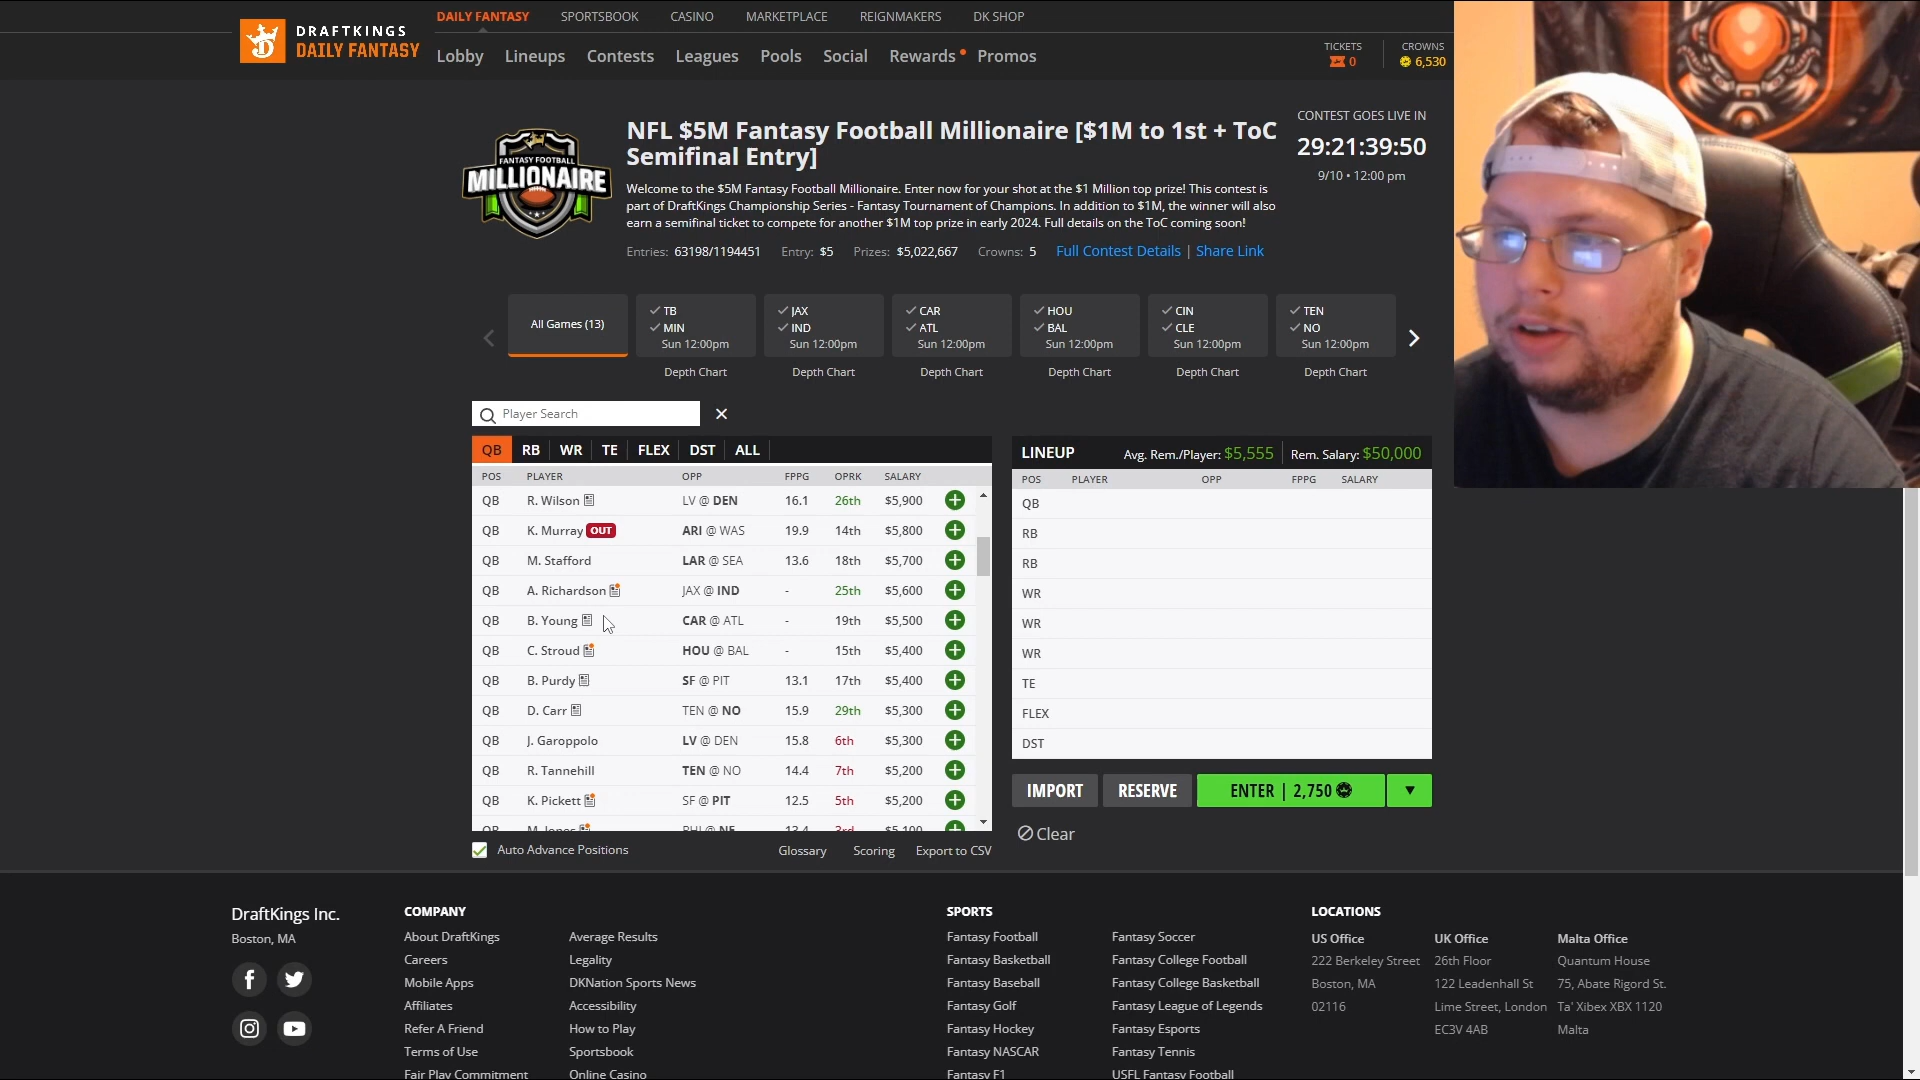 DRAFTKINGS
DAILY FANTASY
DAILY FANTASY SPORTSBOOK CASINO MARKETPLACE REIGNMAKERS DK SHOP
Lobby Lineups Contests Leagues Pools Social Rewards Promos
TICKETS
0
CROWNS
6,530
FANTASY FOOTBALL
MILLIONAIRE
NFL $5M Fantasy Football Millionaire [$1M to 1st + ToC
Semifinal Entry]
Welcome to the $5M Fantasy Football Millionaire. Enter now for your shot at the $1 Million top prize! This contest is
part of DraftKings Championship Series - Fantasy Tournament of Champions. In addition to $1M, the winner will also
earn a semifinal ticket to compete for another $1M top prize in early 2024. Full details on the ToC coming soon!
Entries: 63198/1194451 Entry: $5 Prizes: $5,022,667 Crowns: 5 Full Contest Details | Share Link
CONTEST GOES LIVE IN
29:21:39:50
9/10 • 12:00 pm
All Games (13)
TB
MIN
Sun 12:00pm
Depth Chart
JAX
IND
Sun 12:00pm
Depth Chart
CAR
ATL
Sun 12:00pm
Depth Chart
HOU
BAL
Sun 12:00pm
Depth Chart
CIN
CLE
Sun 12:00pm
Depth Chart
TEN
NO
Sun 12:00pm
Depth Chart
Player Search
QB RB WR TE FLEX DST ALL
POS PLAYER OPP FPPG OPRK SALARY
QB R. Wilson LV @ DEN 16.1 26th $5,900
QB K. Murray OUT ARI @ WAS 19.9 14th $5,800
QB M. Stafford LAR @ SEA 13.6 18th $5,700
QB A. Richardson JAX @ IND - 25th $5,600
QB B. Young CAR @ ATL - 19th $5,500
QB C. Stroud HOU @ BAL - 15th $5,400
QB B. Purdy SF @ PIT 13.1 17th $5,400
QB D. Carr TEN @ NO 15.9 29th $5,300
QB J. Garoppolo LV @ DEN 15.8 6th $5,300
QB R. Tannehill TEN @ NO 14.4 7th $5,200
QB K. Pickett SF @ PIT 12.5 5th $5,200
QB M. Jones PHI @ NE 13.4 3rd $5,100
Auto Advance Positions Glossary Scoring Export to CSV
LINEUP Avg. Rem./Player: $5,555 Rem. Salary: $50,000
POS PLAYER OPP FPPG SALARY
QB
RB
RB
WR
WR
WR
TE
FLEX
DST
IMPORT RESERVE ENTER | 2,750
Clear
DraftKings Inc.
Boston, MA
COMPANY
About DraftKings
Careers
Mobile Apps
Affiliates
Refer A Friend
Terms of Use
Fair Play Commitment
Average Results
Legality
DKNation Sports News
Accessibility
How to Play
Sportsbook
Online Casino
SPORTS
Fantasy Football
Fantasy Basketball
Fantasy Baseball
Fantasy Golf
Fantasy Hockey
Fantasy NASCAR
Fantasy F1
Fantasy Soccer
Fantasy College Football
Fantasy College Basketball
Fantasy League of Legends
Fantasy Esports
Fantasy Tennis
USFL Fantasy Football
LOCATIONS
US Office
222 Berkeley Street
Boston, MA
02116
UK Office
26th Floor
122 Leadenhall St
Lime Street, London
EC3V 4AB
Malta Office
Quantum House
75, Abate Rigord St.
Ta' Xibex XBX 1120
Malta